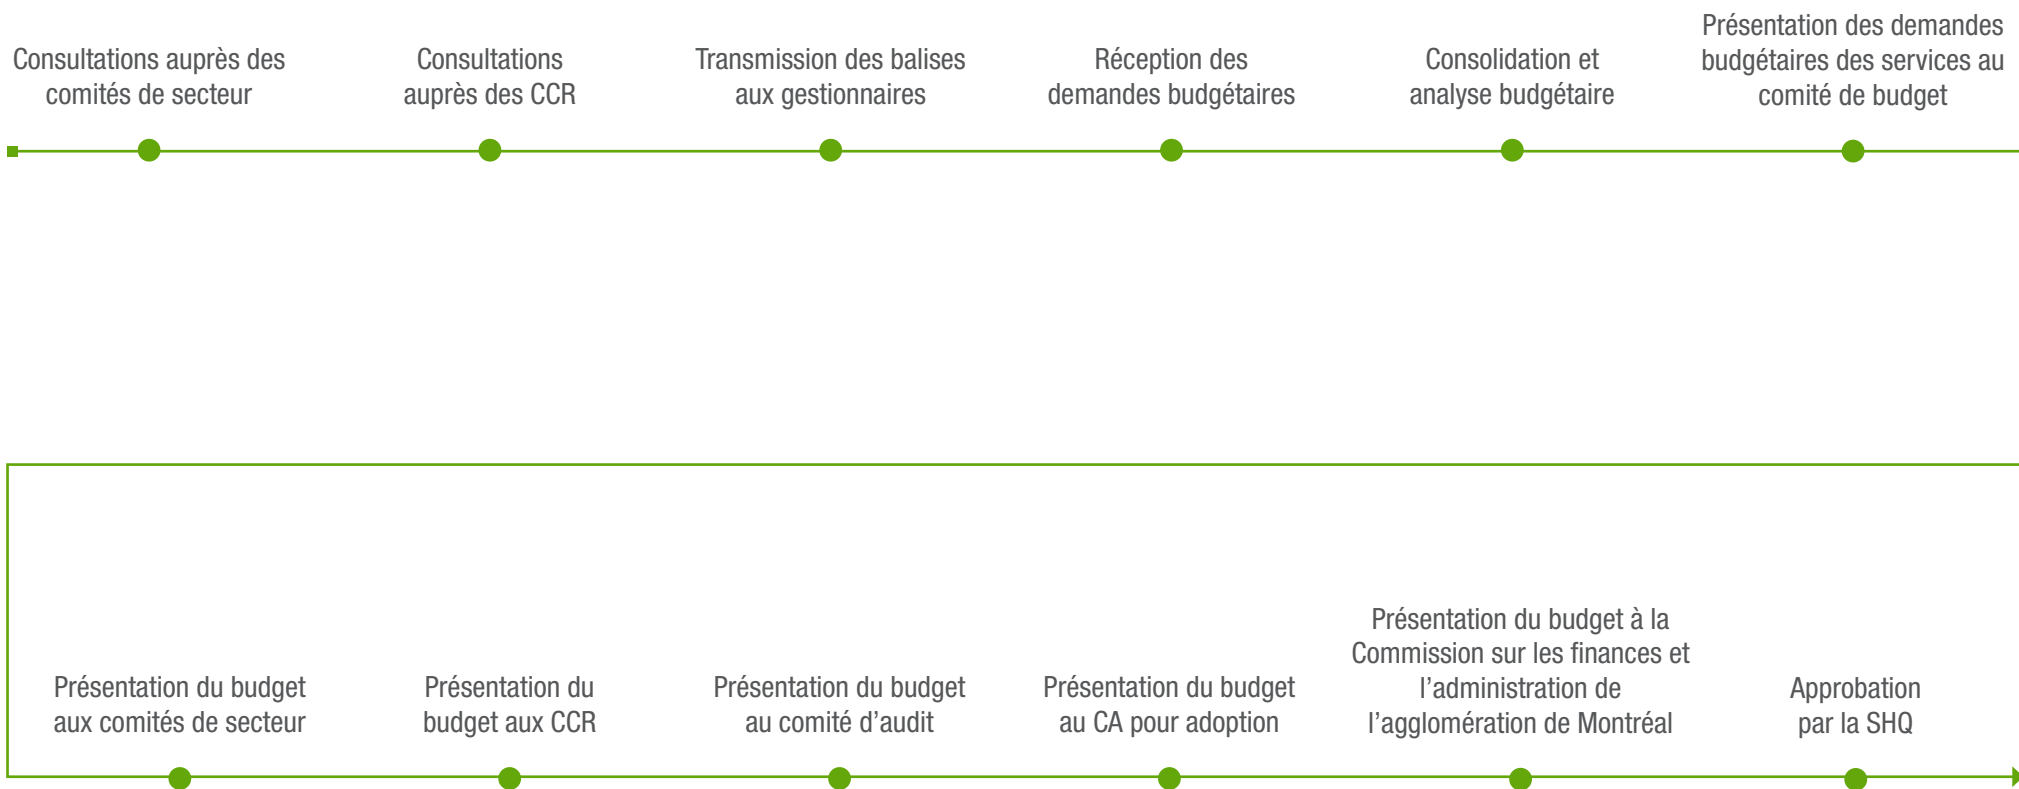 Consultations auprès des
comités de secteur
Consultations
auprès des CCR
Transmission des balises
aux gestionnaires
Réception des
demandes budgétaires
Consolidation et
analyse budgétaire
Présentation des demandes
budgétaires des services au
comité de budget
Présentation du budget
aux comités de secteur
Présentation du
budget aux CCR
Présentation du budget
au comité d’audit
Présentation du budget
au CA pour adoption
Présentation du budget à la
Commission sur les finances et
l’administration de
l’agglomération de Montréal
Approbation
par la SHQ